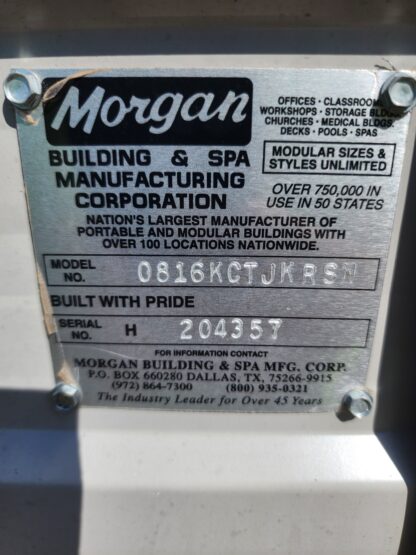 Morgan
OFFICES · CLASSROOMS
WORKSHOPS · STORAGE BLDGS.
CHURCHES · MEDICAL BLDGS.
DECKS · POOLS · SPAS
MODULAR SIZES &
STYLES UNLIMITED
BUILDING & SPA
MANUFACTURING
CORPORATION
OVER 750,000 IN
USE IN 50 STATES
NATION'S LARGEST MANUFACTURER OF
PORTABLE AND MODULAR BUILDINGS WITH
OVER 100 LOCATIONS NATIONWIDE.
MODEL
NO.
BUILT WITH PRIDE
SERIAL
NO.
H 204357
FOR INFORMATION CONTACT
MORGAN BUILDING & SPA MFG. CORP.
P.O. BOX 660280 DALLAS, TX, 75266-9915
(972) 864-7300 (800) 935-0321
The Industry Leader for Over 45 Years